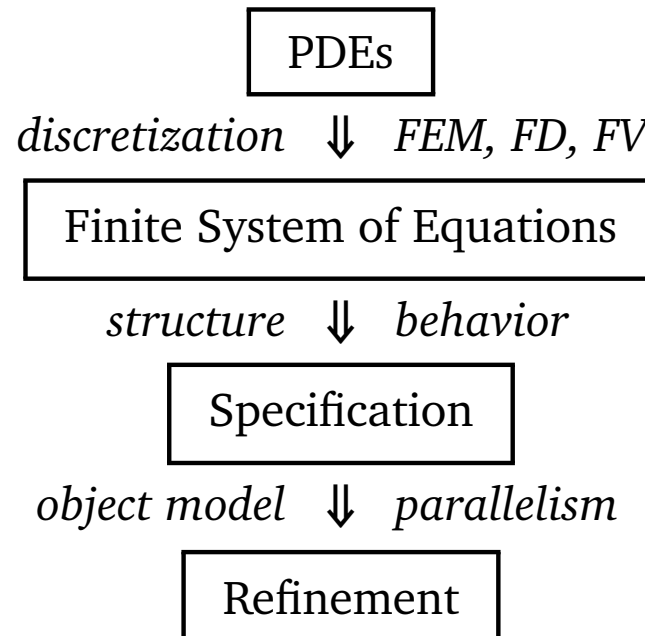 PDEs
discretization ⇓ FEM, FD, FV
Finite System of Equations
structure ⇓ behavior
Specification
object model ⇓ parallelism
Refinement